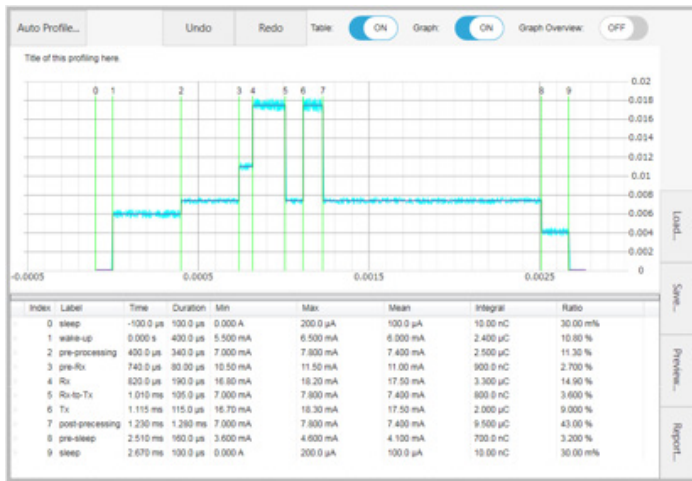 Auto Profile... Undo Redo Table: ON Graph: ON Graph Overview: OFF
Title of this profiling here.
0 1 2 3 4 5 6 7 8 9
0.02
0.018
0.016
0.014
0.012
0.01
0.008
0.006
0.004
0.002
0
-0.0005 0.0005 0.0015 0.0025
Load...
Save...
Preview...
Report...
Index Label Time Duration Min Max Mean Integral Ratio
0 sleep -100.0 µs 100.0 µs 0.000 A 200.0 µA 100.0 µA 10.00 nC 30.00 m%
1 wake-up 0.000 s 400.0 µs 5.500 mA 6.500 mA 6.000 mA 2.400 µC 10.80 %
2 pre-processing 400.0 µs 340.0 µs 7.000 mA 7.800 mA 7.400 mA 2.500 µC 11.30 %
3 pre-Rx 740.0 µs 80.00 µs 10.50 mA 11.50 mA 11.00 mA 900.0 nC 2.700 %
4 Rx 820.0 µs 190.0 µs 16.80 mA 18.20 mA 17.50 mA 3.300 µC 14.90 %
5 Rx-to-Tx 1.010 ms 105.0 µs 7.000 mA 7.800 mA 7.400 mA 800.0 nC 3.600 %
6 Tx 1.115 ms 115.0 µs 16.70 mA 18.30 mA 17.50 mA 2.000 µC 9.000 %
7 post-precessing 1.230 ms 1.280 ms 7.000 mA 7.800 mA 7.400 mA 9.500 µC 43.00 %
8 pre-sleep 2.510 ms 160.0 µs 3.600 mA 4.600 mA 4.100 mA 700.0 nC 3.200 %
9 sleep 2.670 ms 100.0 µs 0.000 A 200.0 µA 100.0 µA 10.00 nC 30.00 m%